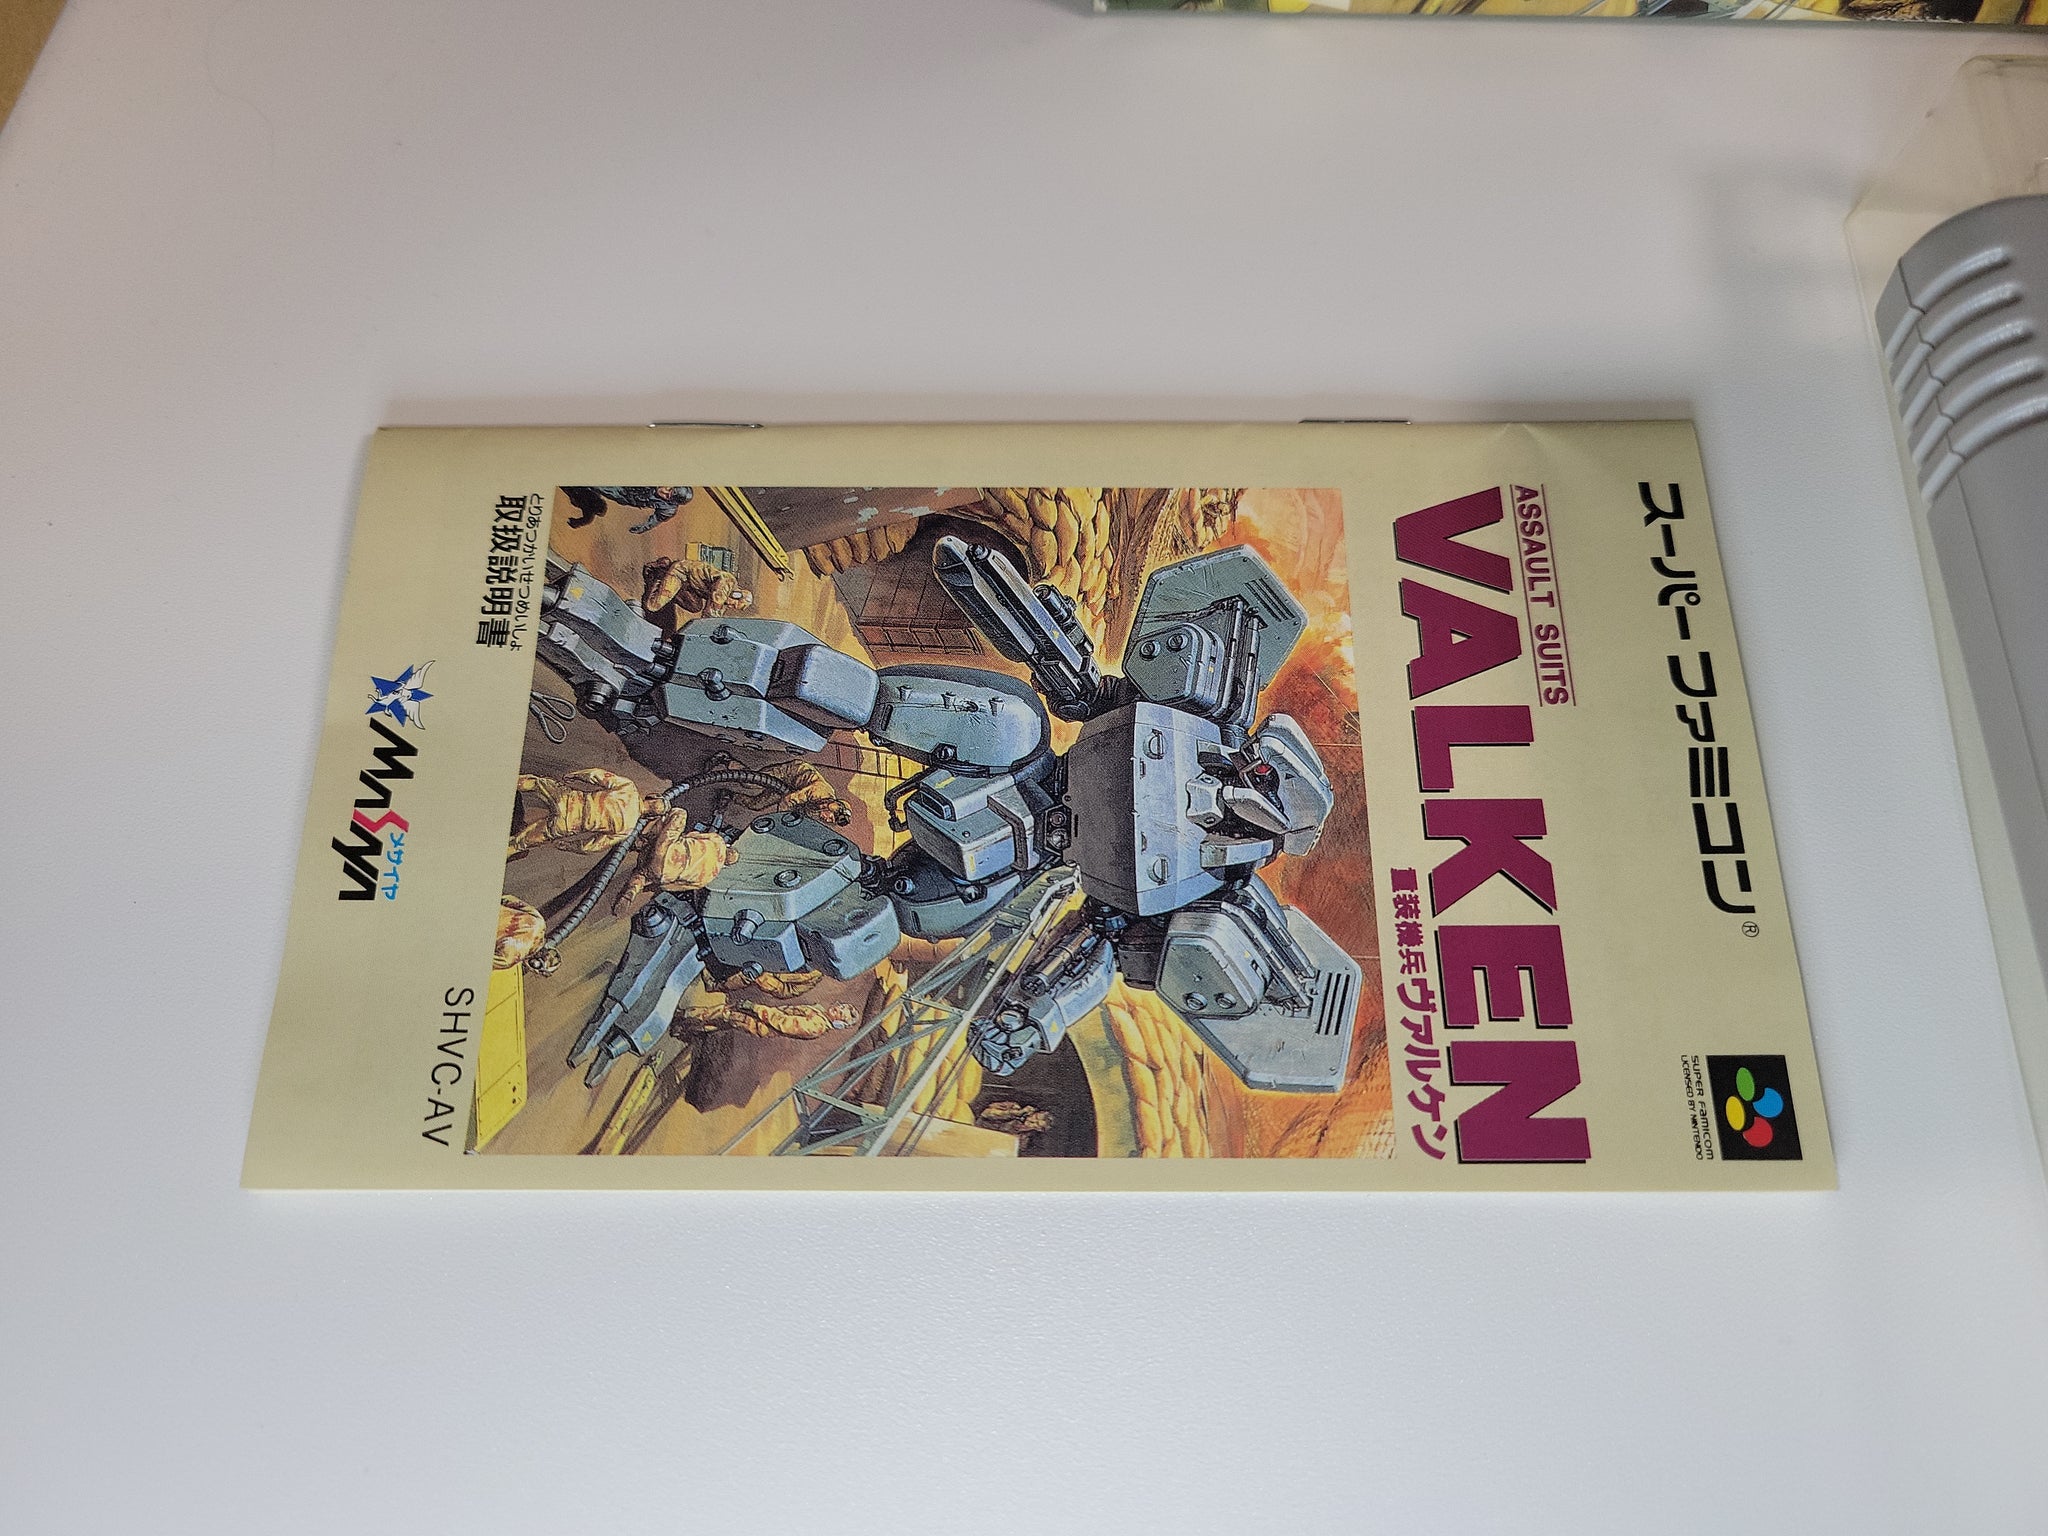 スーパーファミコン®
SUPER FAMICOM
LICENSED BY NINTENDO
ASSAULT SUITS
VALKEN
重装機兵ヴァルケン
とりあつかいせつめいしょ
取扱説明書
メサイヤ
MASAYA
SHVC-AV